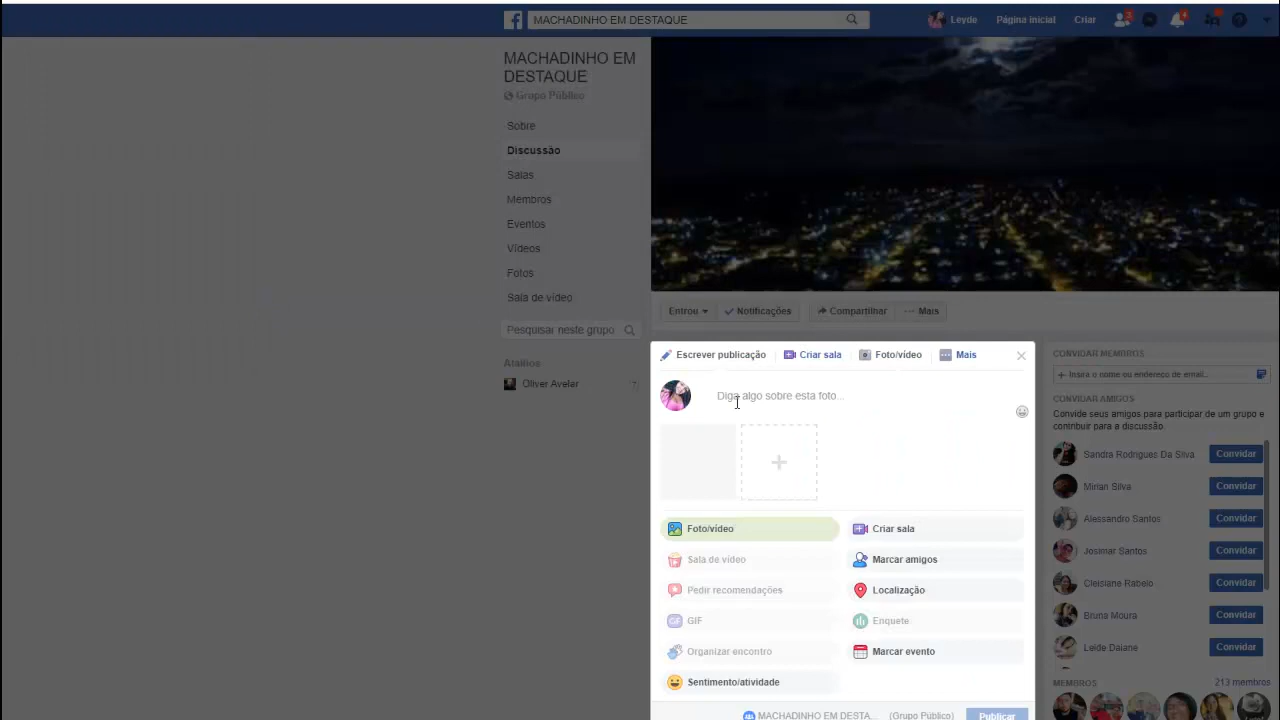 MACHADINHO EM DESTAQUE
Leyde
Página inicial
Criar
MACHADINHO EM
DESTAQUE
Grupo Público
Sobre
Discussão
Salas
Membros
Eventos
Vídeos
Fotos
Sala de vídeo
Pesquisar neste grupo
Atalhos
Oliver Avelar
Entrou
Notificações
Compartilhar
Mais
Escrever publicação
Criar sala
Foto/vídeo
Mais
Diga algo sobre esta foto...
Foto/vídeo
Criar sala
Sala de vídeo
Marcar amigos
Pedir recomendações
Localização
GIF
GIF
Enquete
Organizar encontro
Marcar evento
Sentimento/atividade
MACHADINHO EM DESTA...
(Grupo Público)
Publicar
CONVIDAR MEMBROS
+ Insira o nome ou endereço de email...
CONVIDAR AMIGOS
Convide seus amigos para participar de um grupo e
contribuir para a discussão.
Sandra Rodrigues Da Silva
Convidar
Mirian Silva
Convidar
Alessandro Santos
Convidar
Josimar Santos
Convidar
Cleisiane Rabelo
Convidar
Bruna Moura
Convidar
Leide Daiane
Convidar
MEMBROS
213 membros